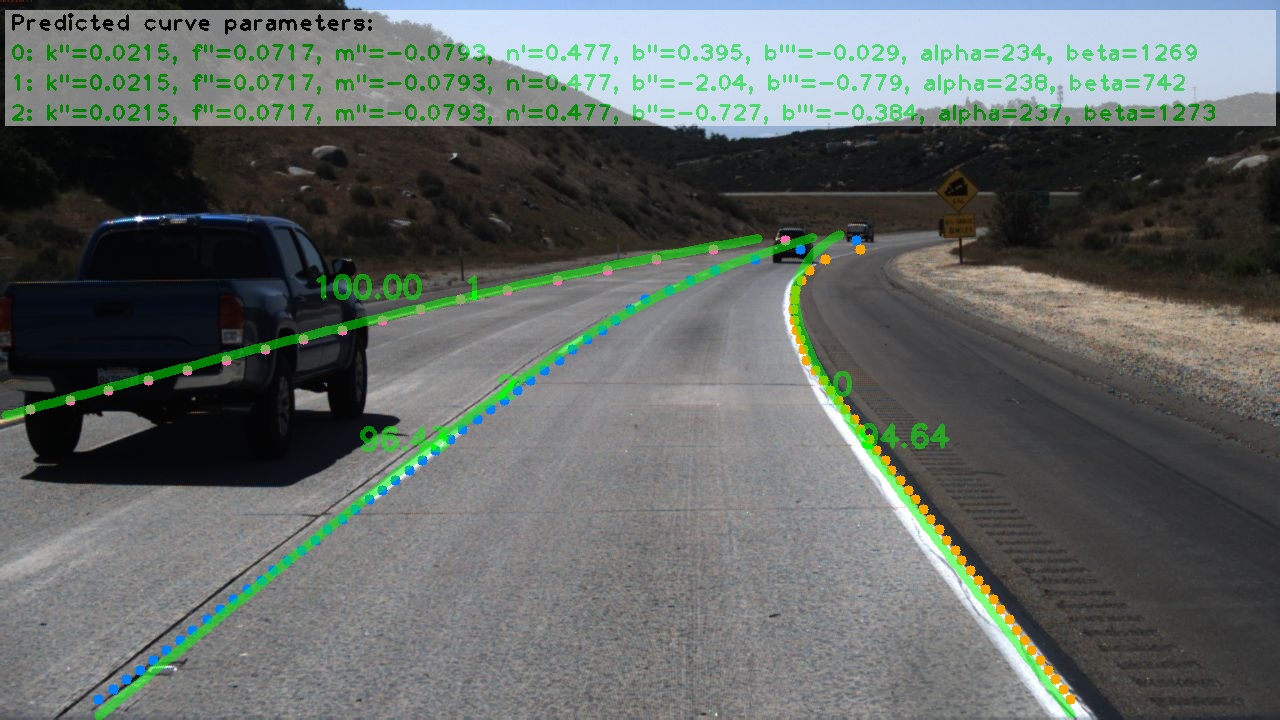 Predicted curve parameters:
0: k''=0.0215, f''=0.0717, m''=-0.0793, n'=0.477, b''=0.395, b'''=-0.029, alpha=234, beta=1269
1: k''=0.0215, f''=0.0717, m''=-0.0793, n'=0.477, b''=-2.04, b'''=-0.779, alpha=238, beta=742
2: k''=0.0215, f''=0.0717, m''=-0.0793, n'=0.477, b''=-0.727, b'''=-0.384, alpha=237, beta=1273
100.00 1
0
94.64